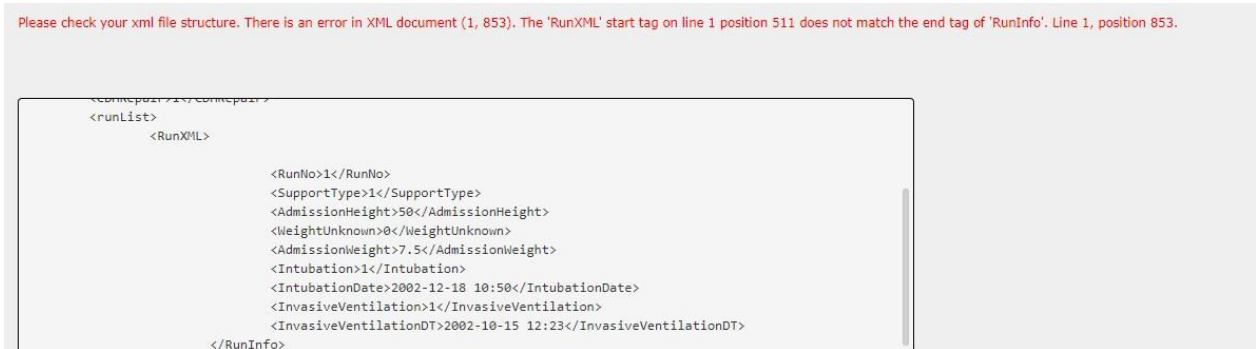 Please check your xml file structure. There is an error in XML document (1, 853). The 'RunXML' start tag on line 1 position 511 does not match the end tag of 'RunInfo'. Line 1, position 853.
<CDHRepair>1</CDHRepair>
<runList>
<RunXML>
<RunNo>1</RunNo>
<SupportType>1</SupportType>
<AdmissionHeight>50</AdmissionHeight>
<WeightUnknown>0</WeightUnknown>
<AdmissionWeight>7.5</AdmissionWeight>
<Intubation>1</Intubation>
<IntubationDate>2002-12-18 10:50</IntubationDate>
<InvasiveVentilation>1</InvasiveVentilation>
<InvasiveVentilationDT>2002-10-15 12:23</InvasiveVentilationDT>
</RunInfo>